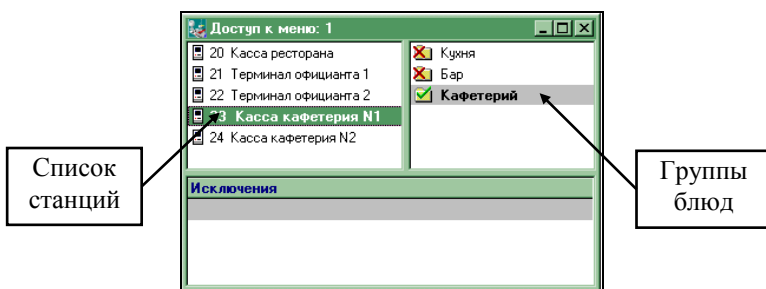 Доступ к меню: 1
20 Касса ресторана
21 Терминал официанта 1
22 Терминал официанта 2
23 Касса кафетерия N1
24 Касса кафетерия N2
Кухня
Бар
Кафетерий
Список
станций
Группы
блюд
Исключения